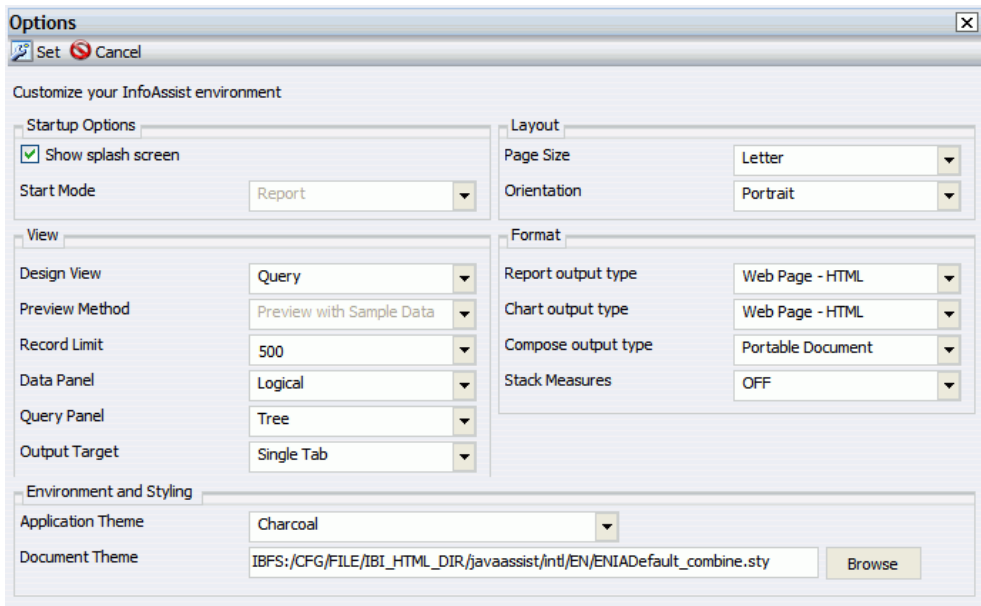 Options
Set Cancel
Customize your InfoAssist environment
Startup Options
Show splash screen
Start Mode Report
Layout
Page Size Letter
Orientation Portrait
View
Design View Query
Preview Method Preview with Sample Data
Record Limit 500
Data Panel Logical
Query Panel Tree
Output Target Single Tab
Format
Report output type Web Page - HTML
Chart output type Web Page - HTML
Compose output type Portable Document
Stack Measures OFF
Environment and Styling
Application Theme Charcoal
Document Theme IBFS:/CFG/FILE/IBI_HTML_DIR/javaassist/intl/EN/ENIADefault_combine.sty Browse